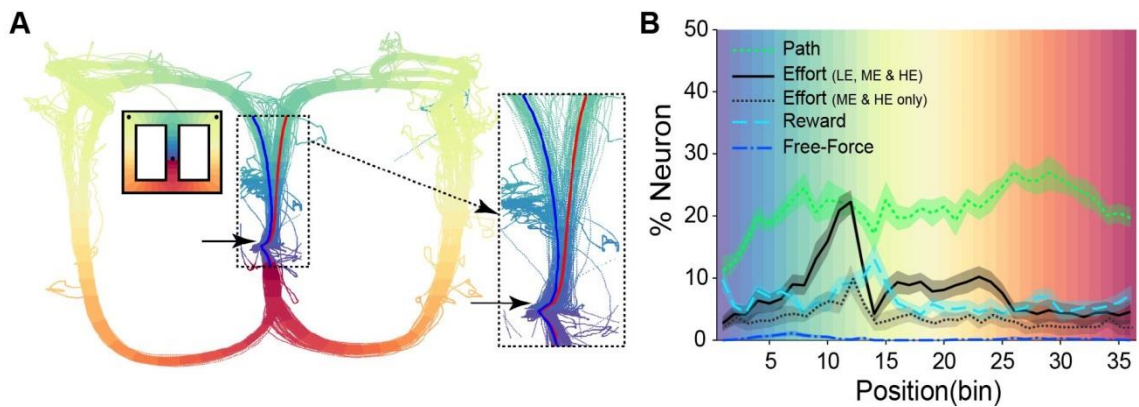 A
B
50
40
30
20
10
0
% Neuron
Path
Effort (LE, ME & HE)
Effort (ME & HE only)
Reward
Free-Force
5 10 15 20 25 30 35
Position(bin)